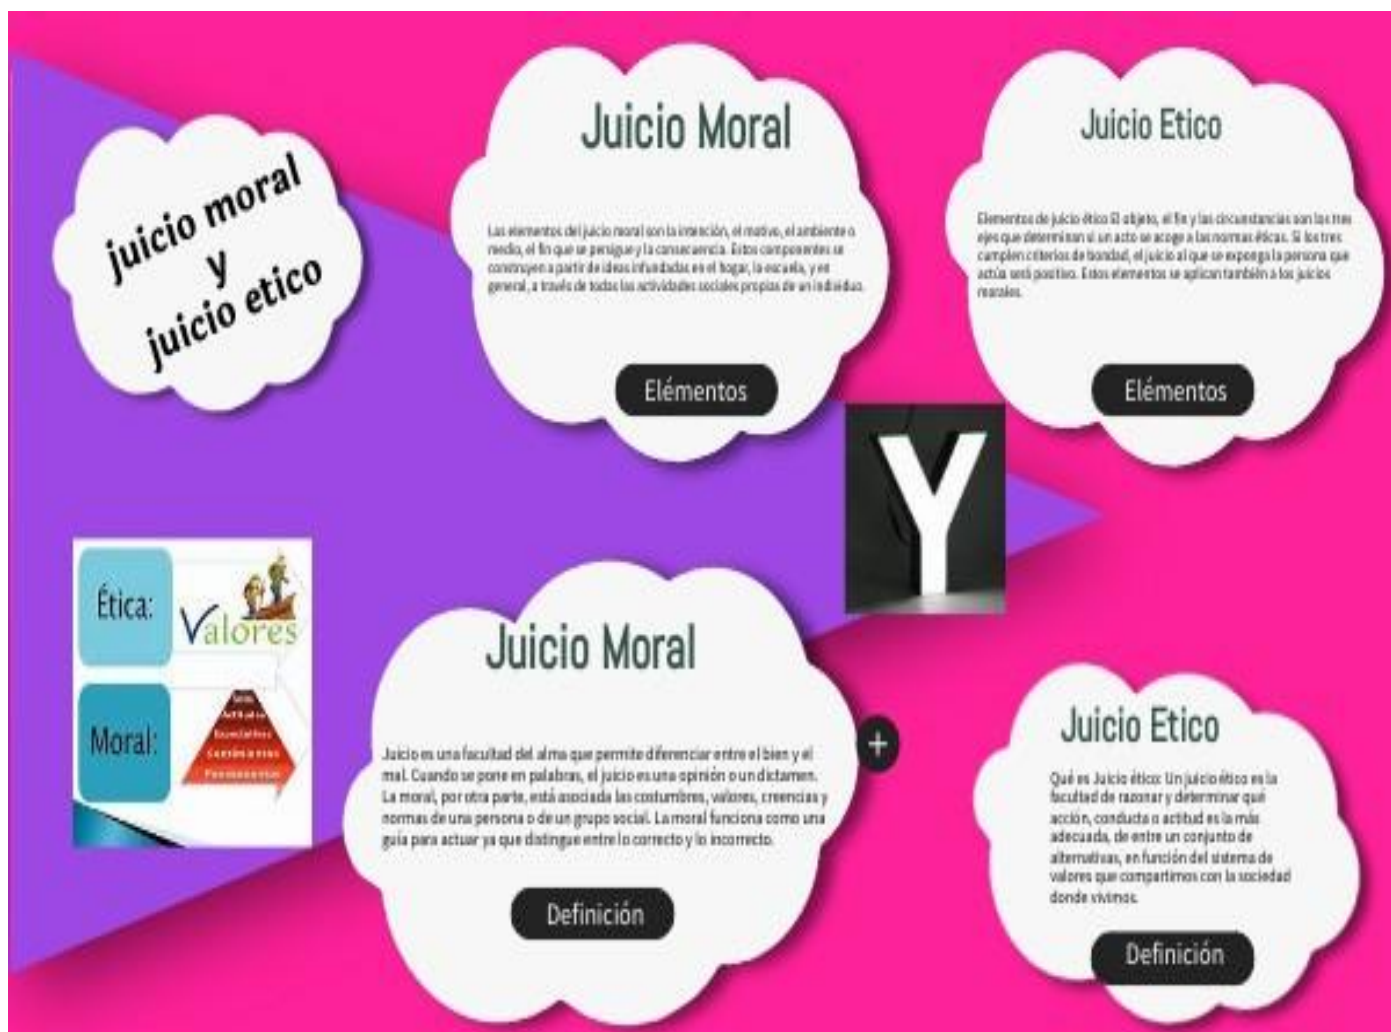 juicio moral
y
juicio etico
Juicio Moral
Los elementos del juicio moral son la intención, el motivo, el ambiente o
medio, el fin que se persigue y la consecuencia. Estos componentes se
construyen a partir de ideas infundadas en el hogar, la escuela, y en
general, a través de todas las actividades sociales propias de un individuo.
Elémentos
Juicio Etico
Elementos de juicio ético El objeto, el fin y las circunstancias son los tres
ejes que determinan si un acto se acoge a las normas éticas. Si los tres
cumplen criterios de bondad, el juicio al que se exponga la persona que
actúa será positivo. Estos elementos se aplican también a los juicios
morales.
Elémentos
Y
Ética:
Valores
Moral:
Juicio Moral
Juicio es una facultad del alma que permite diferenciar entre el bien y el
mal. Cuando se pone en palabras, el juicio es una opinión o un dictamen.
La moral, por otra parte, está asociada las costumbres, valores, creencias y
normas de una persona o de un grupo social. La moral funciona como una
guía para actuar ya que distingue entre lo correcto y lo incorrecto.
Definición
+
Juicio Etico
Qué es Juicio ético: Un juicio ético es la
facultad de razonar y determinar qué
acción, conducta o actitud es la más
adecuada, de entre un conjunto de
alternativas, en función del sistema de
valores que compartimos con la sociedad
donde vivimos.
Definición